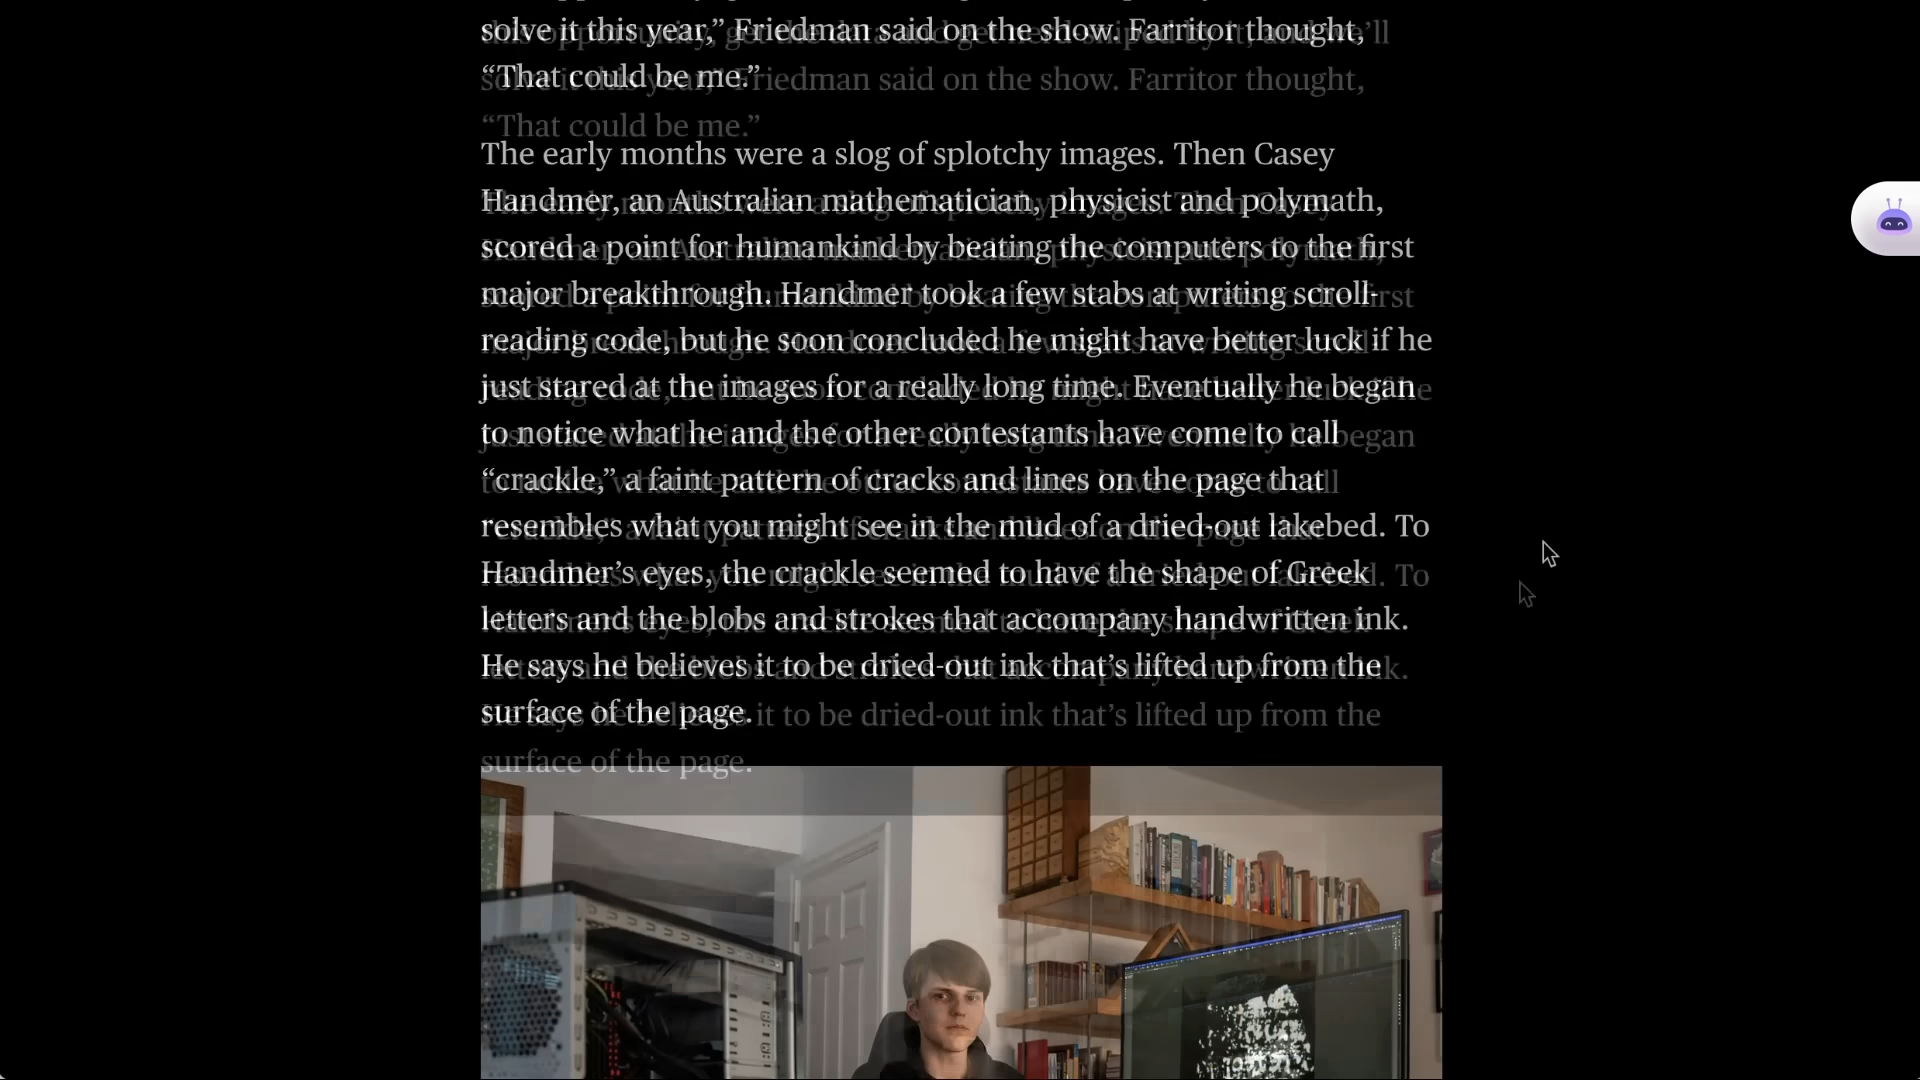 solve it this year,” Friedman said on the show. Farritor thought,
“That could be me.”
The early months were a slog of splotchy images. Then Casey
Handmer, an Australian mathematician, physicist and polymath,
scored a point for humankind by beating the computers to the first
major breakthrough. Handmer took a few stabs at writing scroll-
reading code, but he soon concluded he might have better luck if he
just stared at the images for a really long time. Eventually he began
to notice what he and the other contestants have come to call
“crackle,” a faint pattern of cracks and lines on the page that
resembles what you might see in the mud of a dried-out lakebed. To
Handmer’s eyes, the crackle seemed to have the shape of Greek
letters and the blobs and strokes that accompany handwritten ink.
He says he believes it to be dried-out ink that’s lifted up from the
surface of the page.